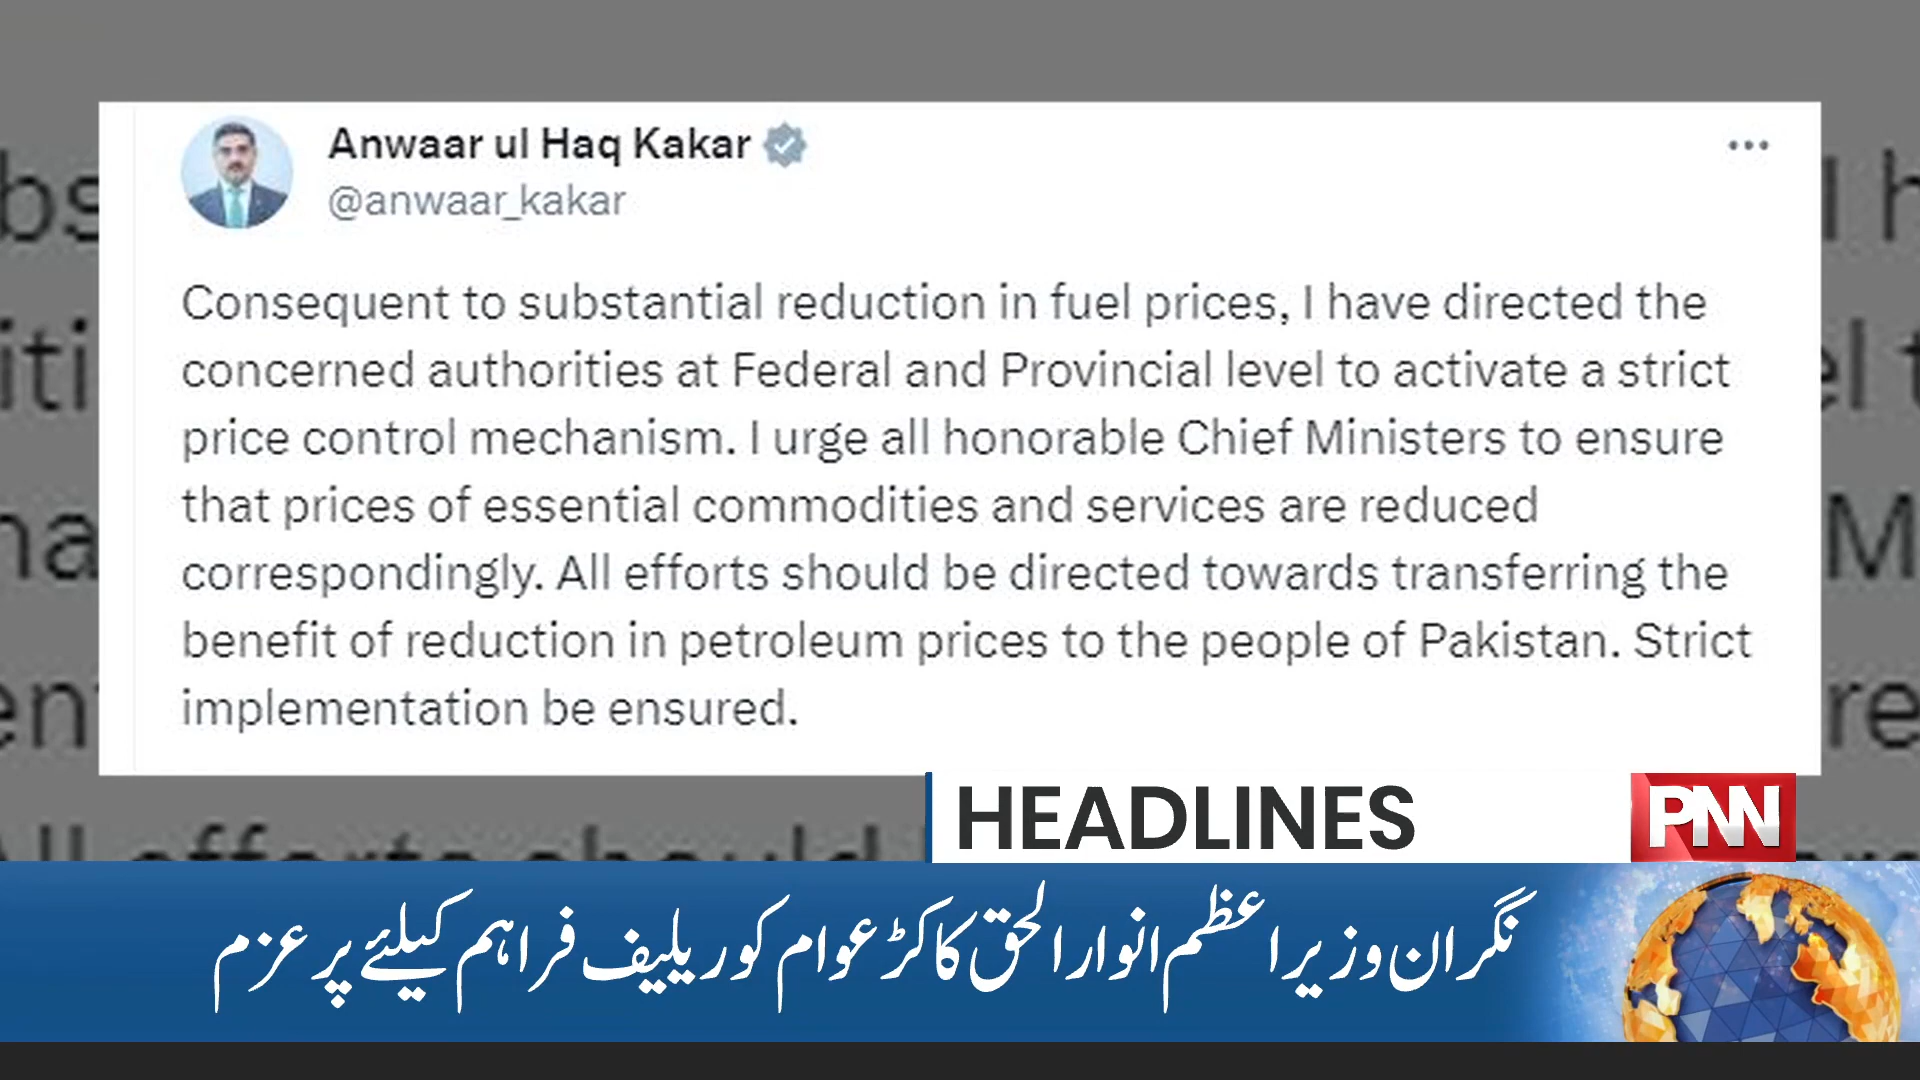 Anwaar ul Haq Kakar
@anwaar_kakar
Consequent to substantial reduction in fuel prices, I have directed the
concerned authorities at Federal and Provincial level to activate a strict
price control mechanism. I urge all honorable Chief Ministers to ensure
that prices of essential commodities and services are reduced
correspondingly. All efforts should be directed towards transferring the
benefit of reduction in petroleum prices to the people of Pakistan. Strict
implementation be ensured.
HEADLINES
PNN
نگران وزیراعظم انوار الحق کاکڑ عوام کو ریلیف فراہم کیلئے پر عزم